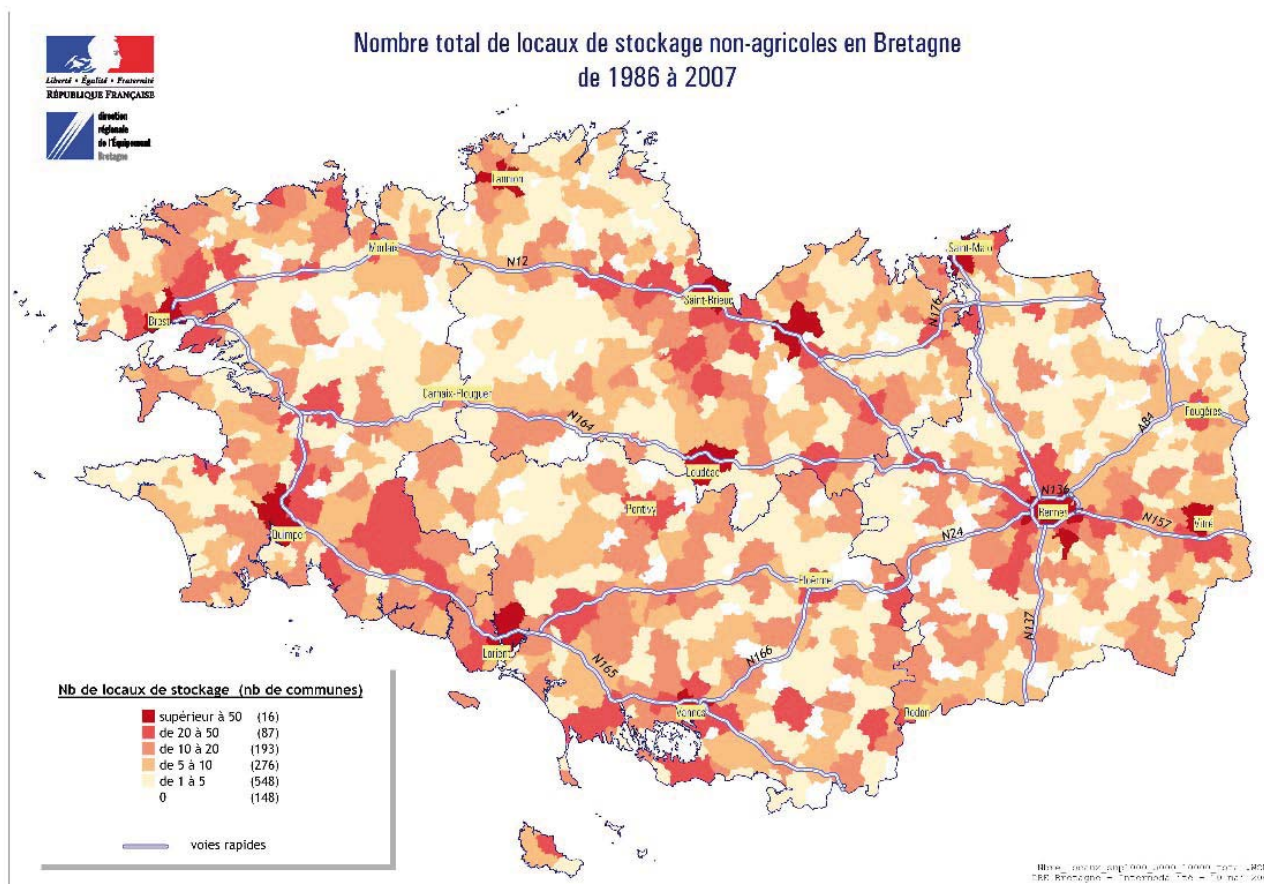 Nombre total de locaux de stockage non-agricoles en Bretagne
de 1986 à 2007
Liberté • Égalité • Fraternité
RÉPUBLIQUE FRANÇAISE
direction
régionale
de l'Équipement
Bretagne
Lannion
Saint-Malo
Morlaix
N12
Saint-Brieuc
N176
Brest
Carhaix-Plouguer
N164
A84
Fougères
Loudéac
N136
Rennes
Pontivy
N157
Vitré
Quimper
N24
Ploërmel
N137
Lorient
N165
N166
Vannes
Redon
Nb de locaux de stockage (nb de communes)
supérieur à 50 (16)
de 20 à 50 (87)
de 10 à 20 (193)
de 5 à 10 (276)
de 1 à 5 (548)
0 (148)
voies rapides
DRE Bretagne - Intermodalité